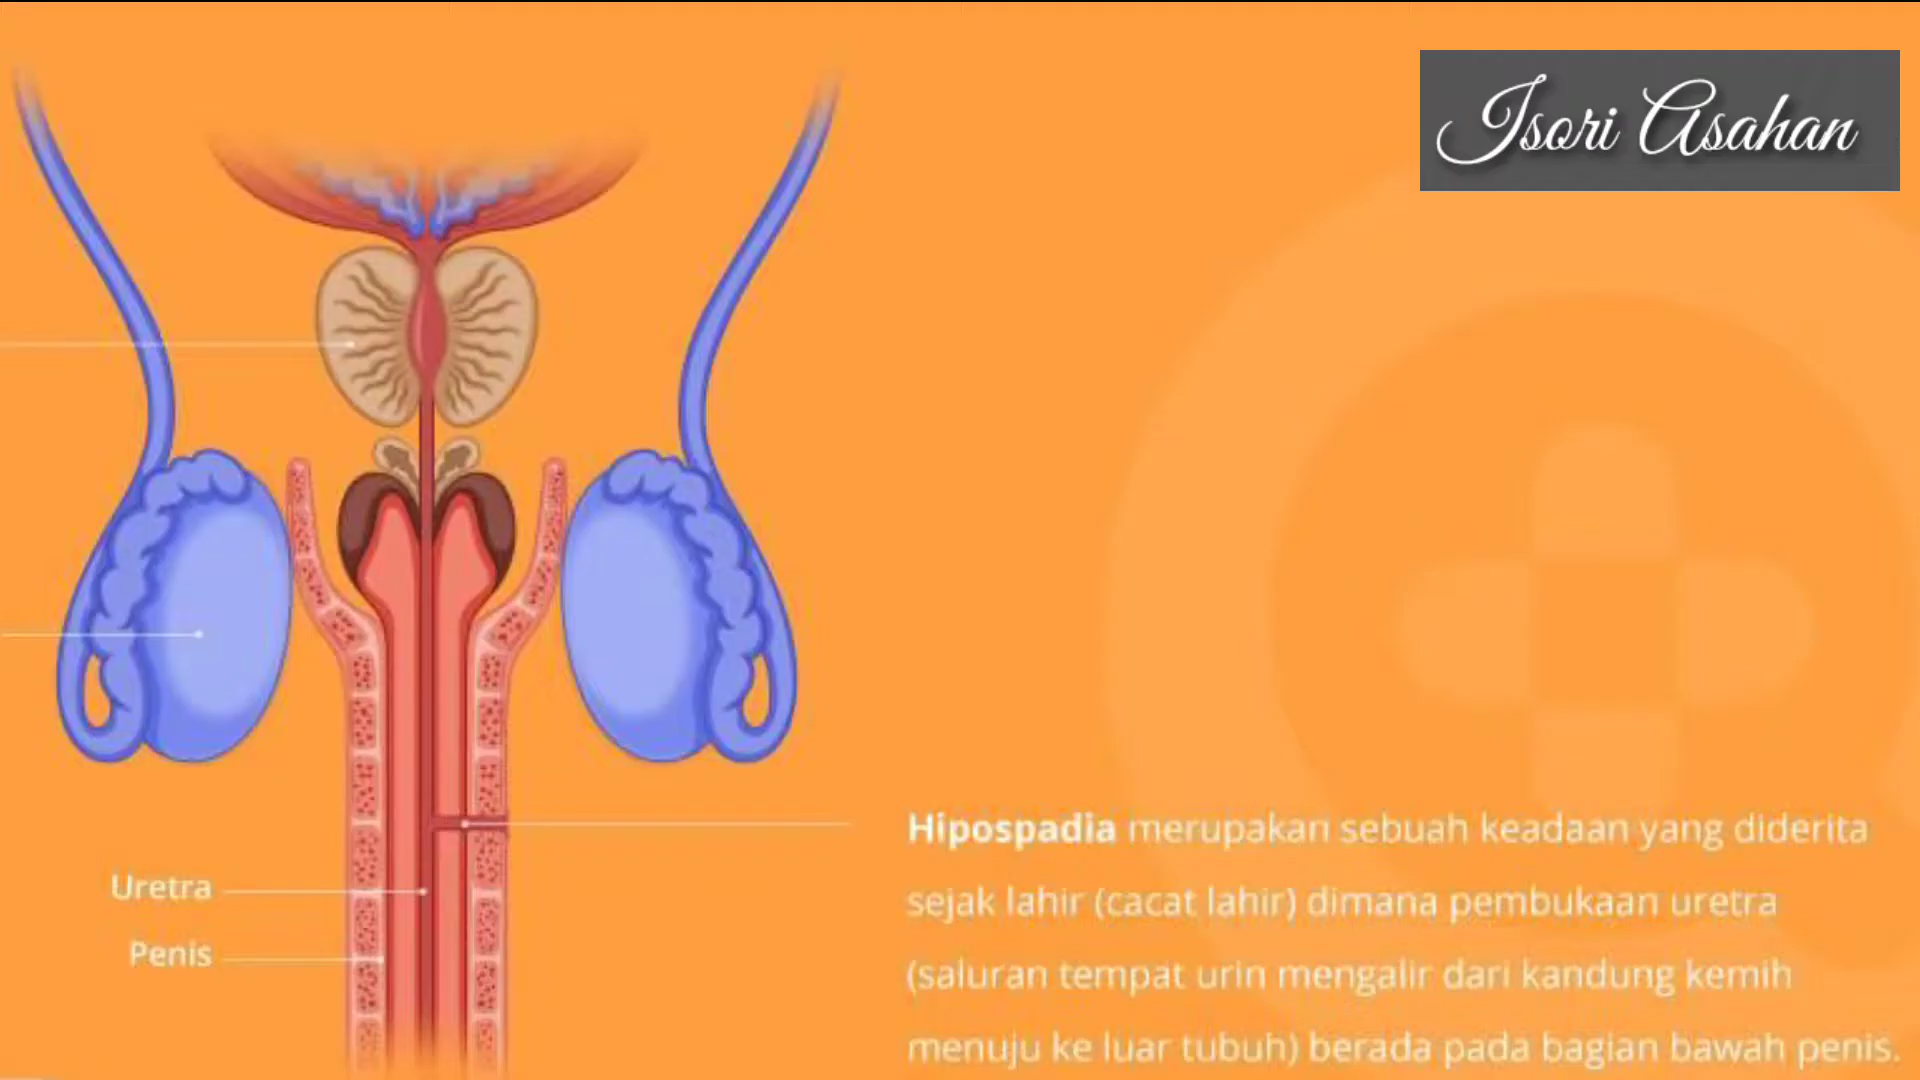 Isori Asahan
Uretra
Penis
Hipospadia merupakan sebuah keadaan yang diderita
sejak lahir (cacat lahir) dimana pembukaan uretra
(saluran tempat urin mengalir dari kandung kemih
menuju ke luar tubuh) berada pada bagian bawah penis.